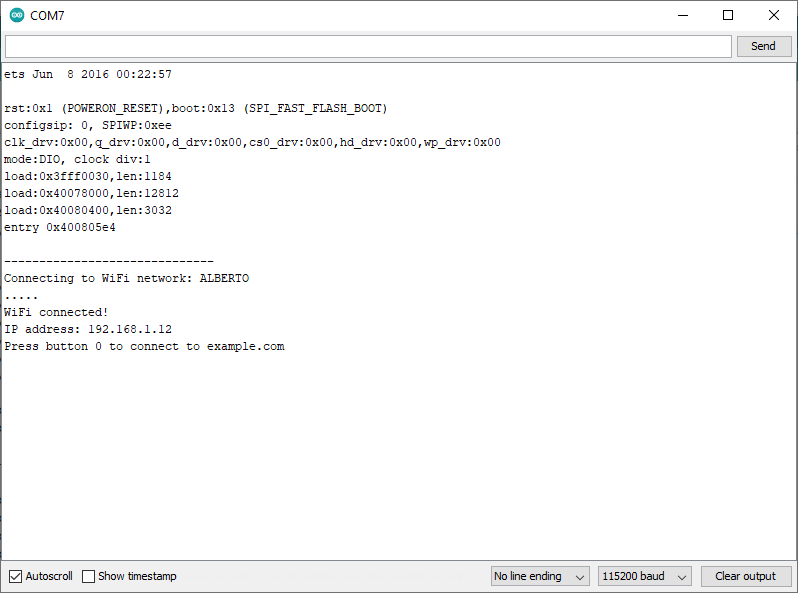 COM7
Send
ets Jun  8 2016 00:22:57
rst:0x1 (POWERON_RESET),boot:0x13 (SPI_FAST_FLASH_BOOT)
configsip: 0, SPIWP:0xee
clk_drv:0x00,q_drv:0x00,d_drv:0x00,cs0_drv:0x00,hd_drv:0x00,wp_drv:0x00
mode:DIO, clock div:1
load:0x3fff0030,len:1184
load:0x40078000,len:12812
load:0x40080400,len:3032
entry 0x400805e4
------------------------------
Connecting to WiFi network: ALBERTO
.....
WiFi connected!
IP address: 192.168.1.12
Press button 0 to connect to example.com
Autoscroll Show timestamp No line ending 115200 baud Clear output